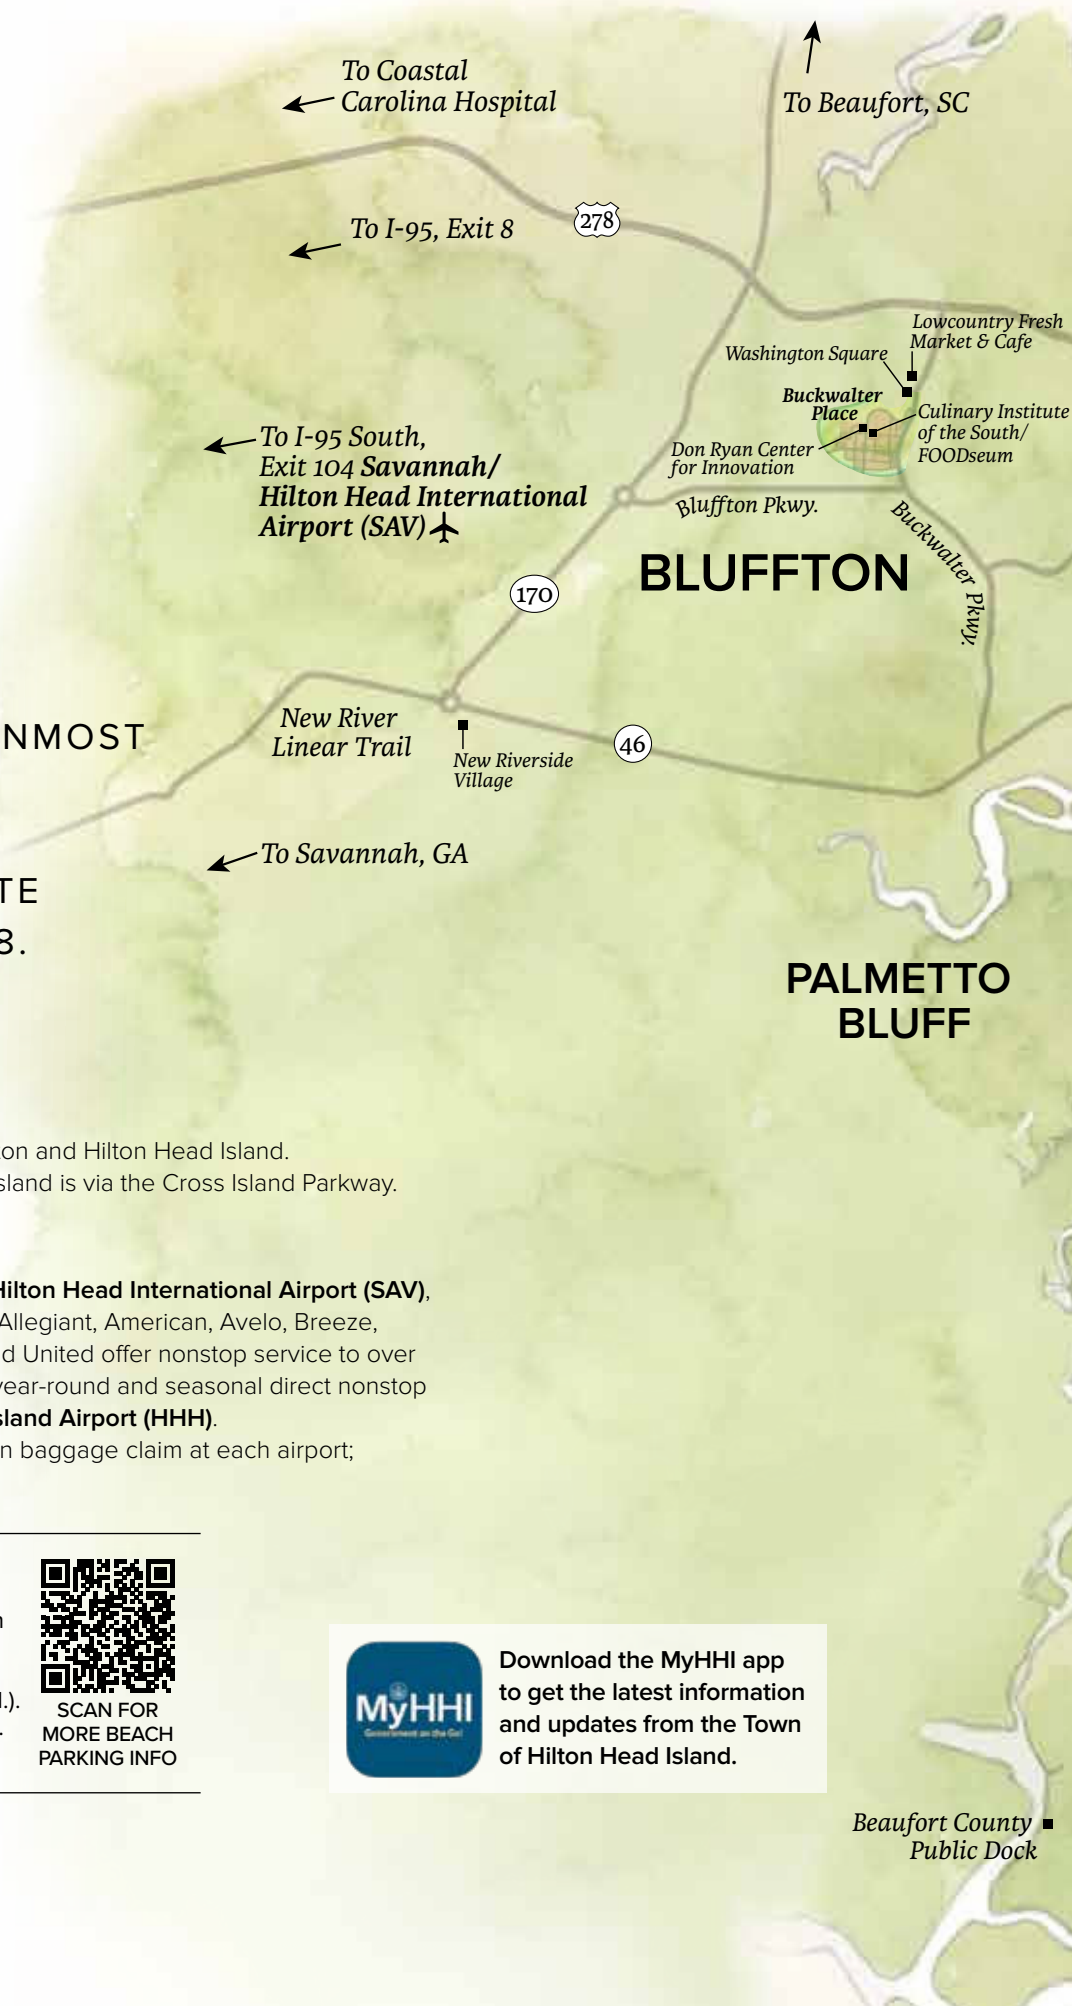 To Coastal
Carolina Hospital
To Beaufort, SC
To I-95, Exit 8
278
Lowcountry Fresh
Market & Cafe
Washington Square
Buckwalter
Place
Culinary Institute
of the South/
FOODseum
Don Ryan Center
for Innovation
To I-95 South,
Exit 104 Savannah/
Hilton Head International
Airport (SAV)
Bluffton Pkwy.
Buckwalter Pkwy.
BLUFFTON
170
New River
Linear Trail
NMOST
46
New Riverside
Village
To Savannah, GA
TE
8.
PALMETTO
BLUFF
on and Hilton Head Island.
sland is via the Cross Island Parkway.
Hilton Head International Airport (SAV),
Allegiant, American, Avelo, Breeze,
d United offer nonstop service to over
year-round and seasonal direct nonstop
sland Airport (HHH).
n baggage claim at each airport;
SCAN FOR
MORE BEACH
PARKING INFO
MyHHI
Government on the Go!
Download the MyHHI app
to get the latest information
and updates from the Town
of Hilton Head Island.
Beaufort County
Public Dock